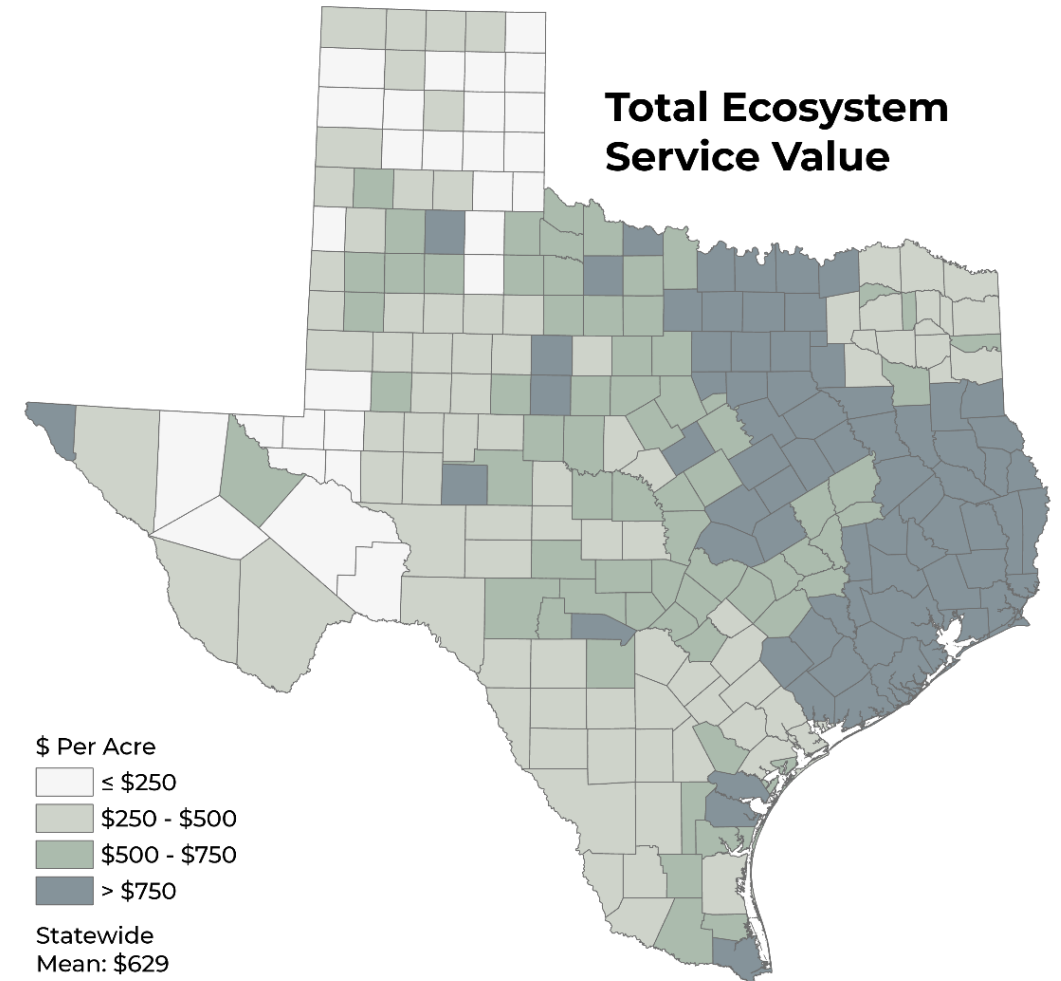 Total Ecosystem
Service Value
$ Per Acre
≤ $250
$250 - $500
$500 - $750
> $750
Statewide
Mean: $629